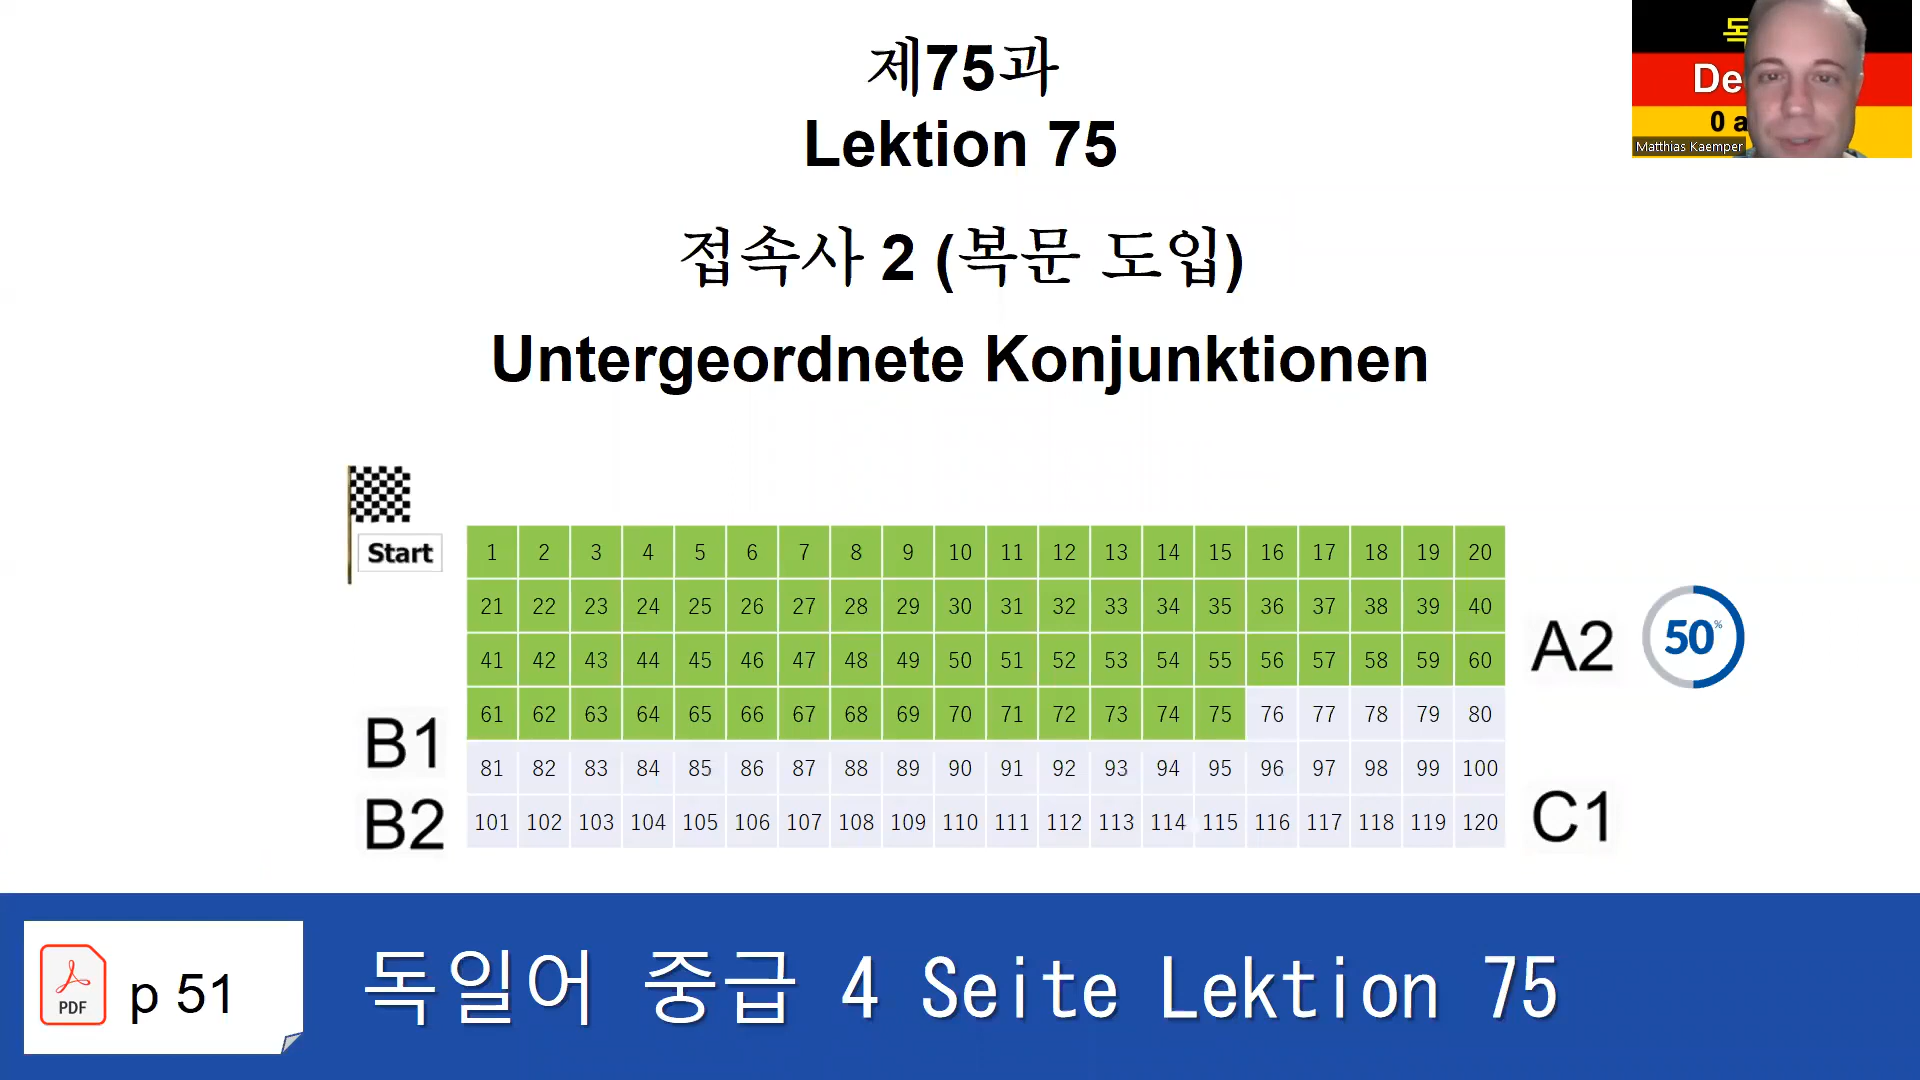 제75과
Lektion 75
접속사 2 (복문 도입)
Untergeordnete Konjunktionen
De
0 a
Matthias Kaemper
Start
1 2 3 4 5 6 7 8 9 10 11 12 13 14 15 16 17 18 19 20
21 22 23 24 25 26 27 28 29 30 31 32 33 34 35 36 37 38 39 40
41 42 43 44 45 46 47 48 49 50 51 52 53 54 55 56 57 58 59 60
A2
50%
61 62 63 64 65 66 67 68 69 70 71 72 73 74 75 76 77 78 79 80
B1
81 82 83 84 85 86 87 88 89 90 91 92 93 94 95 96 97 98 99 100
B2
101 102 103 104 105 106 107 108 109 110 111 112 113 114 115 116 117 118 119 120
C1
PDF
p 51
독일어 중급 4 Seite Lektion 75